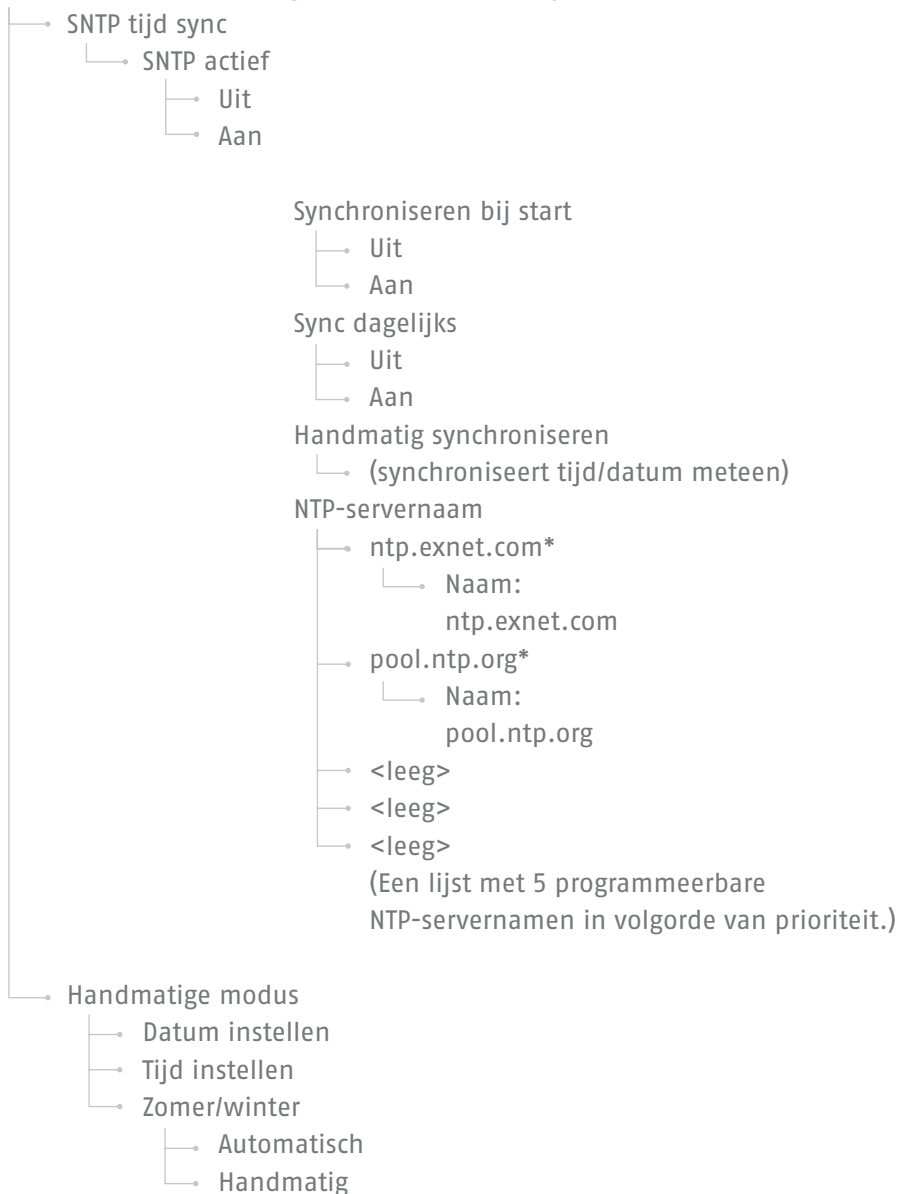 SNTP tijd sync
SNTP actief
Uit
Aan
Synchroniseren bij start
Uit
Aan
Sync dagelijks
Uit
Aan
Handmatig synchroniseren
(synchroniseert tijd/datum meteen)
NTP-servernaam
ntp.exnet.com*
Naam:
ntp.exnet.com
pool.ntp.org*
Naam:
pool.ntp.org
<leeg>
<leeg>
<leeg>
(Een lijst met 5 programmeerbare
NTP-servernamen in volgorde van prioriteit.)
Handmatige modus
Datum instellen
Tijd instellen
Zomer/winter
Automatisch
Handmatig